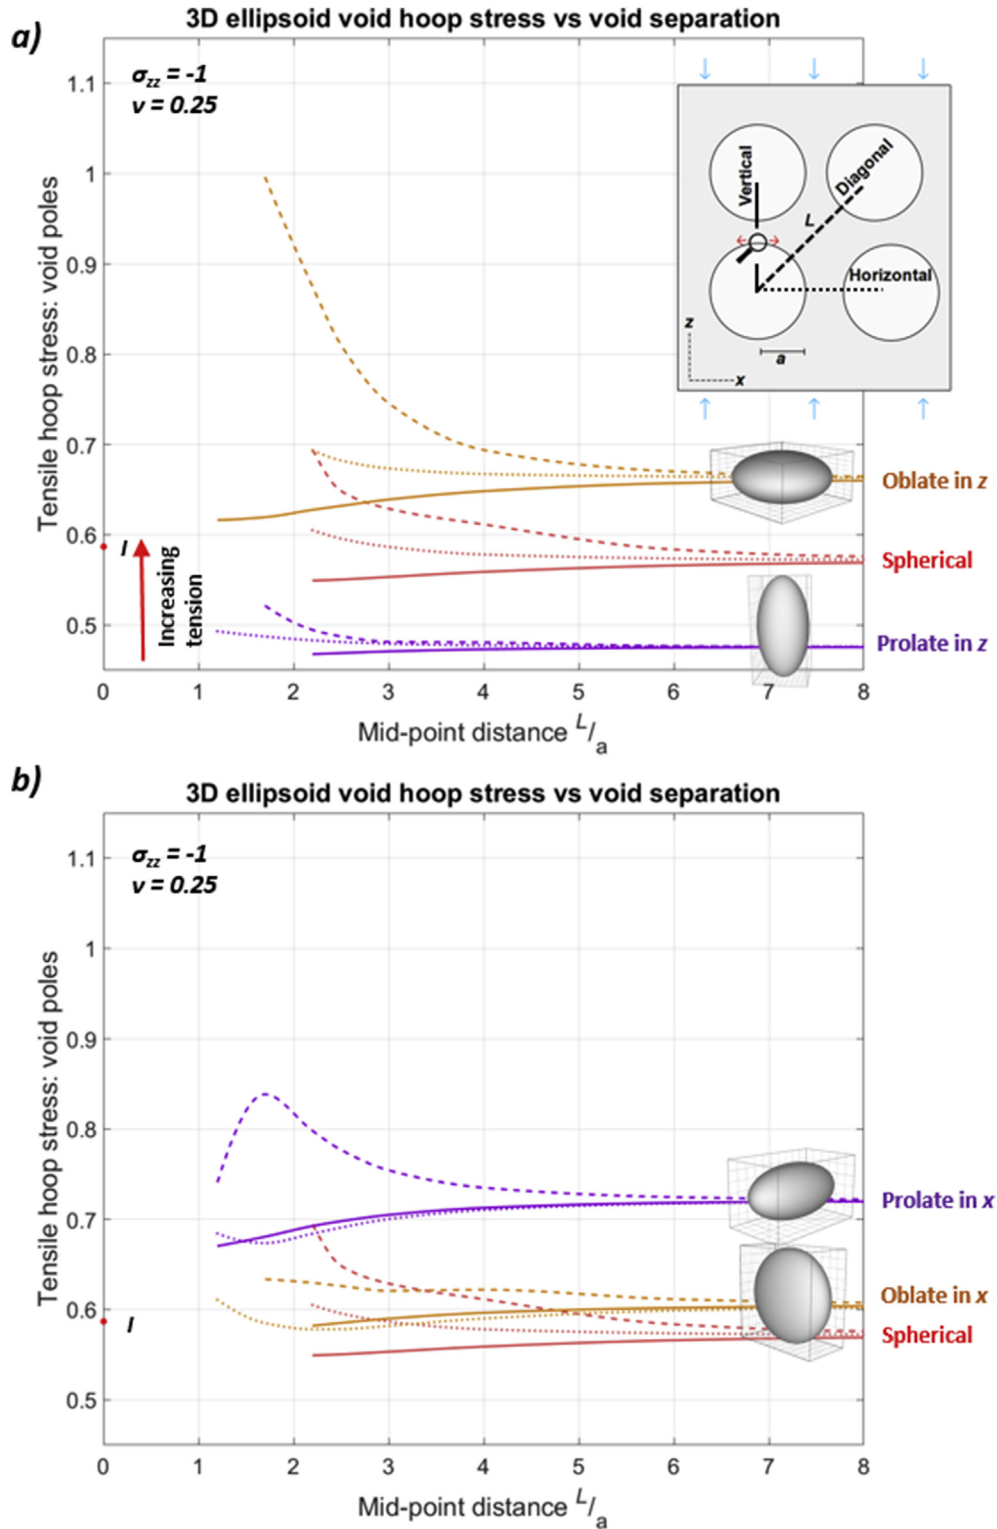 a)
3D ellipsoid void hoop stress vs void separation
σzz = -1
ν = 0.25
Tensile hoop stress: void poles
1.1
1
0.9
0.8
0.7
0.6
0.5
I
Increasing
tension
Vertical
Diagonal
L
Horizontal
z
a
x
Oblate in z
Spherical
Prolate in z
0 1 2 3 4 5 6 7 8
Mid-point distance L/a
b)
3D ellipsoid void hoop stress vs void separation
σzz = -1
ν = 0.25
Tensile hoop stress: void poles
1.1
1
0.9
0.8
0.7
0.6
0.5
I
Prolate in x
Oblate in x
Spherical
0 1 2 3 4 5 6 7 8
Mid-point distance L/a